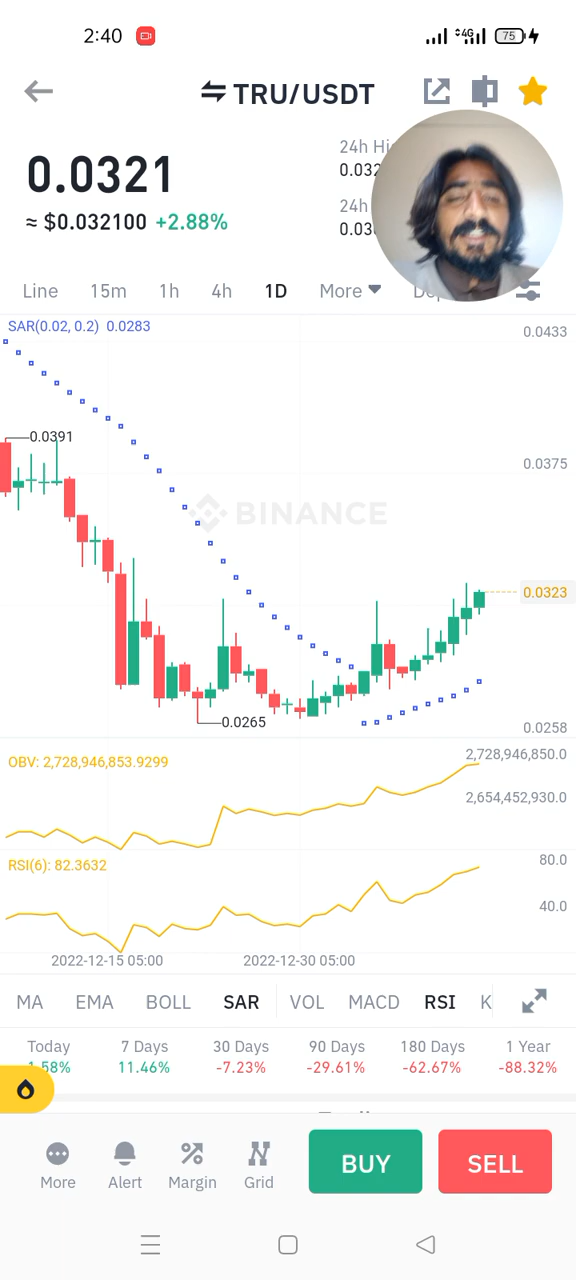 2:40 4G 75
TRU/USDT
0.0321
≈ $0.032100 +2.88%
24h
24h
Line 15m 1h 4h 1D More
SAR(0.02, 0.2) 0.0283
0.0433
0.0391
0.0375
BINANCE
0.0323
0.0265
0.0258
OBV: 2,728,946,853.9299
2,728,946,850.0
2,654,452,930.0
RSI(6): 82.3632
80.0
40.0
2022-12-15 05:00 2022-12-30 05:00
MA EMA BOLL SAR VOL MACD RSI K
Today 7 Days 30 Days 90 Days 180 Days 1 Year
1.58% 11.46% -7.23% -29.61% -62.67% -88.32%
More Alert Margin Grid BUY SELL